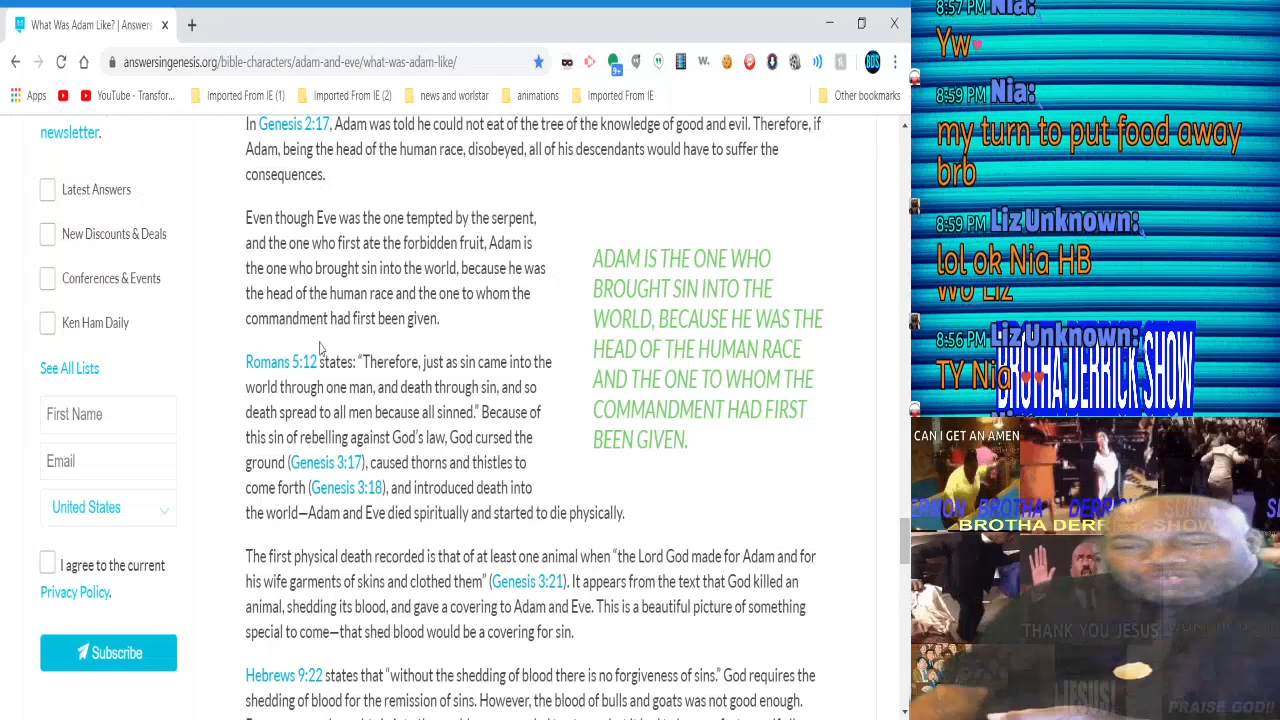 What Was Adam Like? | Answers
answersingenesis.org/bible-characters/adam-and-eve/what-was-adam-like/
9+
W.
BDS
Apps
YouTube - Transfor...
Imported From IE (1)
Imported From IE (2)
news and worstar
animations
Imported From IE
Other bookmarks
newsletter.
Latest Answers
New Discounts & Deals
Conferences & Events
Ken Ham Daily
See All Lists
First Name
Email
United States
I agree to the current
Privacy Policy.
Subscribe
In Genesis 2:17, Adam was told he could not eat of the tree of the knowledge of good and evil. Therefore, if
Adam, being the head of the human race, disobeyed, all of his descendants would have to suffer the
consequences.
Even though Eve was the one tempted by the serpent,
and the one who first ate the forbidden fruit, Adam is
the one who brought sin into the world, because he was
the head of the human race and the one to whom the
commandment had first been given.
ADAM IS THE ONE WHO
BROUGHT SIN INTO THE
WORLD, BECAUSE HE WAS THE
HEAD OF THE HUMAN RACE
AND THE ONE TO WHOM THE
COMMANDMENT HAD FIRST
BEEN GIVEN.
Romans 5:12 states: “Therefore, just as sin came into the
world through one man, and death through sin, and so
death spread to all men because all sinned.” Because of
this sin of rebelling against God’s law, God cursed the
ground (Genesis 3:17), caused thorns and thistles to
come forth (Genesis 3:18), and introduced death into
the world—Adam and Eve died spiritually and started to die physically.
The first physical death recorded is that of at least one animal when “the Lord God made for Adam and for
his wife garments of skins and clothed them” (Genesis 3:21). It appears from the text that God killed an
animal, shedding its blood, and gave a covering to Adam and Eve. This is a beautiful picture of something
special to come—that shed blood would be a covering for sin.
Hebrews 9:22 states that “without the shedding of blood there is no forgiveness of sins.” God requires the
shedding of blood for the remission of sins. However, the blood of bulls and goats was not good enough.
8:57 PM Nia:
Yw
8:59 PM Nia:
my turn to put food away
brb
8:59 PM Liz Unknown:
lol ok Nia HB
WB Liz
8:56 PM Liz Unknown:
TY Nia
BROTHA DERRICK SHOW
CAN I GET AN AMEN
BROTHA DERRICK
BROTHA DERRICK SHOW
THANK YOU JESUS
JESUS!
PRAISE GOD!!